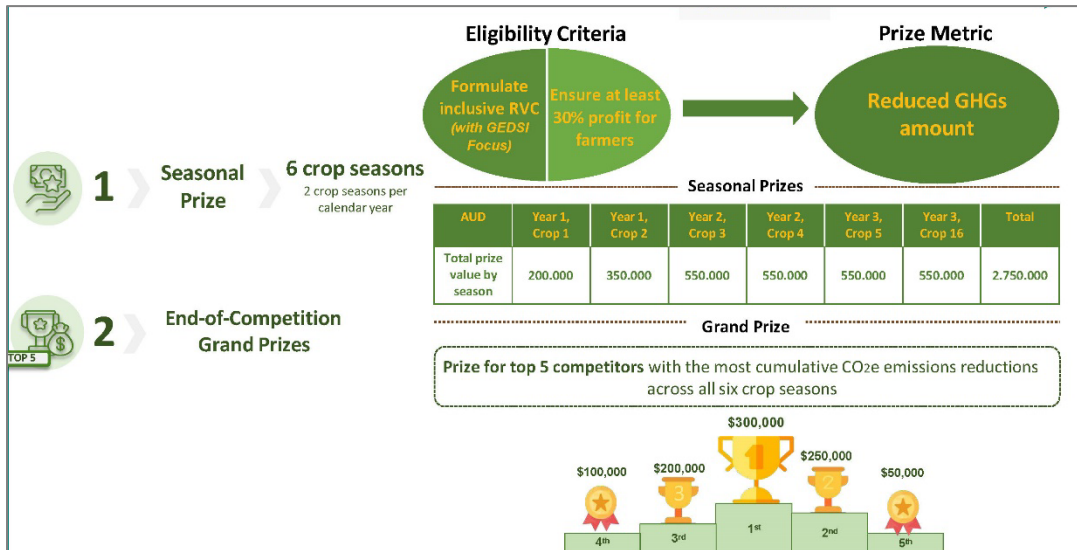 Eligibility Criteria
Prize Metric
Formulate
inclusive RVC
(with GEDSI
Focus)
Ensure at least
30% profit for
farmers
Reduced GHGs
amount
1
Seasonal
Prize
6 crop seasons
2 crop seasons per
calendar year
Seasonal Prizes
AUD
Year 1,
Crop 1
Year 1,
Crop 2
Year 2,
Crop 3
Year 2,
Crop 4
Year 3,
Crop 5
Year 3,
Crop 16
Total
Total prize
value by
season
200.000
350.000
550.000
550.000
550.000
550.000
2.750.000
TOP 5
2
End-of-Competition
Grand Prizes
Grand Prize
Prize for top 5 competitors with the most cumulative CO2e emissions reductions
across all six crop seasons
$300,000
$100,000
$200,000
$250,000
$50,000
1
3
2
4th
3rd
1st
2nd
5th